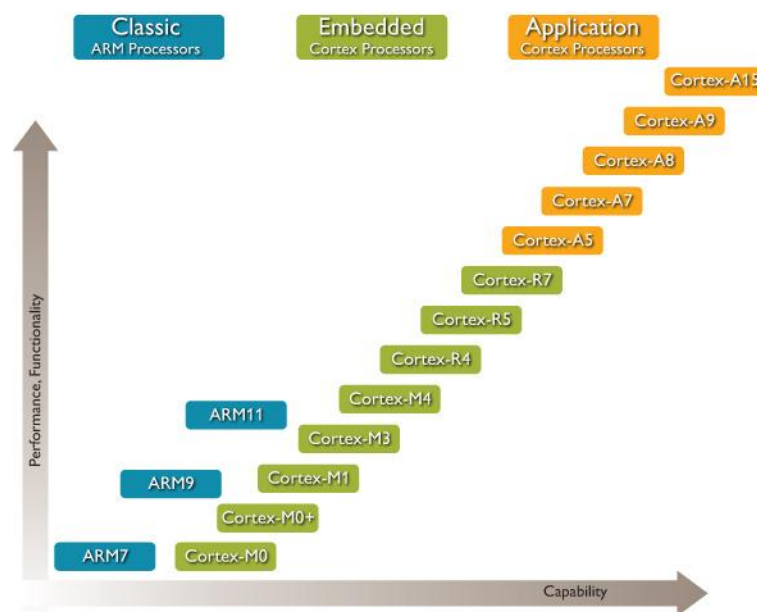 Classic
ARM Processors
Embedded
Cortex Processors
Application
Cortex Processors
Cortex-A15
Cortex-A9
Cortex-A8
Cortex-A7
Cortex-A5
Cortex-R7
Cortex-R5
Cortex-R4
Cortex-M4
ARM11
Cortex-M3
Cortex-M1
ARM9
Cortex-M0+
ARM7
Cortex-M0
Performance, Functionality
Capability